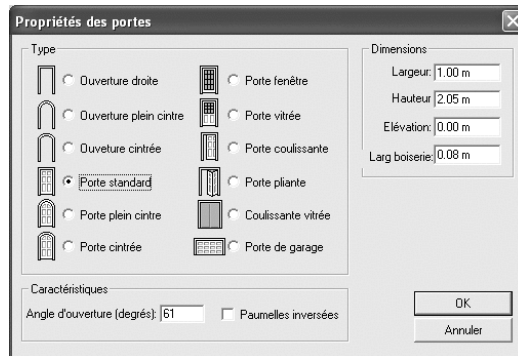 Propriétés des portes
Type
Ouverture droite
Ouverture plein cintre
Ouveture cintrée
Porte standard
Porte plein cintre
Porte cintrée
Porte fenêtre
Porte vitrée
Porte coulissante
Porte pliante
Coulissante vitrée
Porte de garage
Dimensions
Largeur: 1.00 m
Hauteur 2.05 m
Elévation: 0.00 m
Larg boiserie: 0.08 m
Caractéristiques
Angle d'ouverture (degrés): 61
Paumelles inversées
OK
Annuler